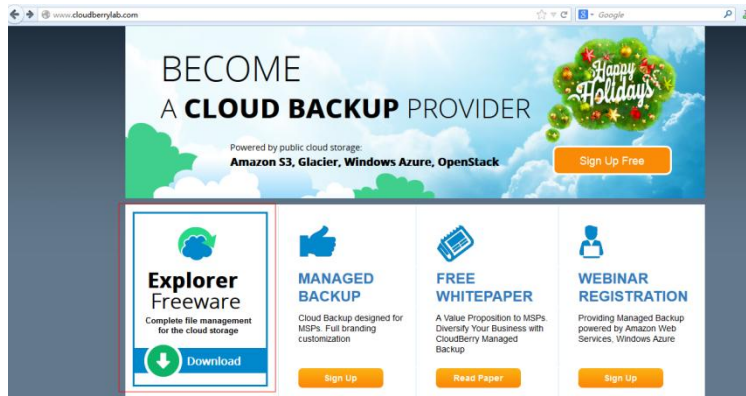 www.cloudberrylab.com
Google
BECOME
A CLOUD BACKUP PROVIDER
Happy
Holidays
Powered by public cloud storage:
Amazon S3, Glacier, Windows Azure, OpenStack
Sign Up Free
Explorer
Freeware
Complete file management
for the cloud storage
Download
MANAGED
BACKUP
Cloud Backup designed for
MSPs. Full branding
customization
Sign Up
FREE
WHITEPAPER
A Value Proposition to MSPs.
Diversify Your Business with
CloudBerry Managed
Backup
Read Paper
WEBINAR
REGISTRATION
Providing Managed Backup
powered by Amazon Web
Services, Windows Azure
Sign Up